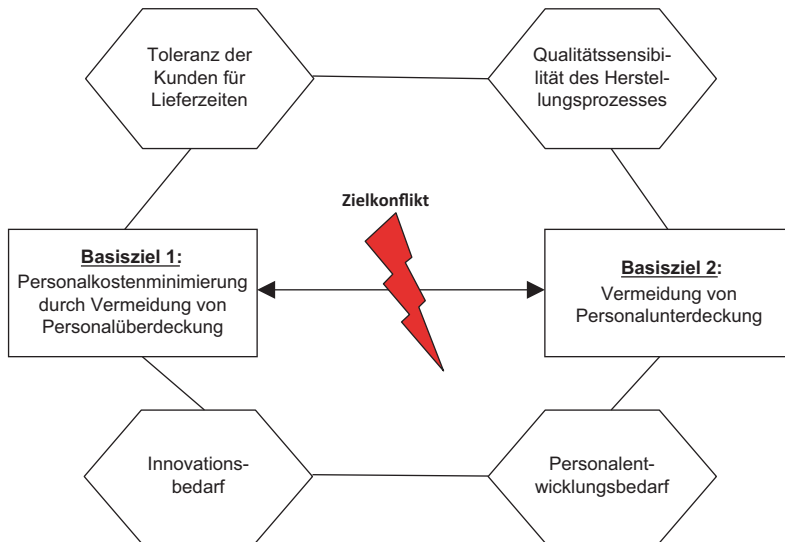 Toleranz der
Kunden für
Lieferzeiten
Qualitätssensibi-
lität des Herstel-
lungsprozesses
Zielkonflikt
Basisziel 1:
Personalkostenminimierung
durch Vermeidung von
Personalüberdeckung
Basisziel 2:
Vermeidung von
Personalunterdeckung
Innovations-
bedarf
Personalent-
wicklungsbedarf